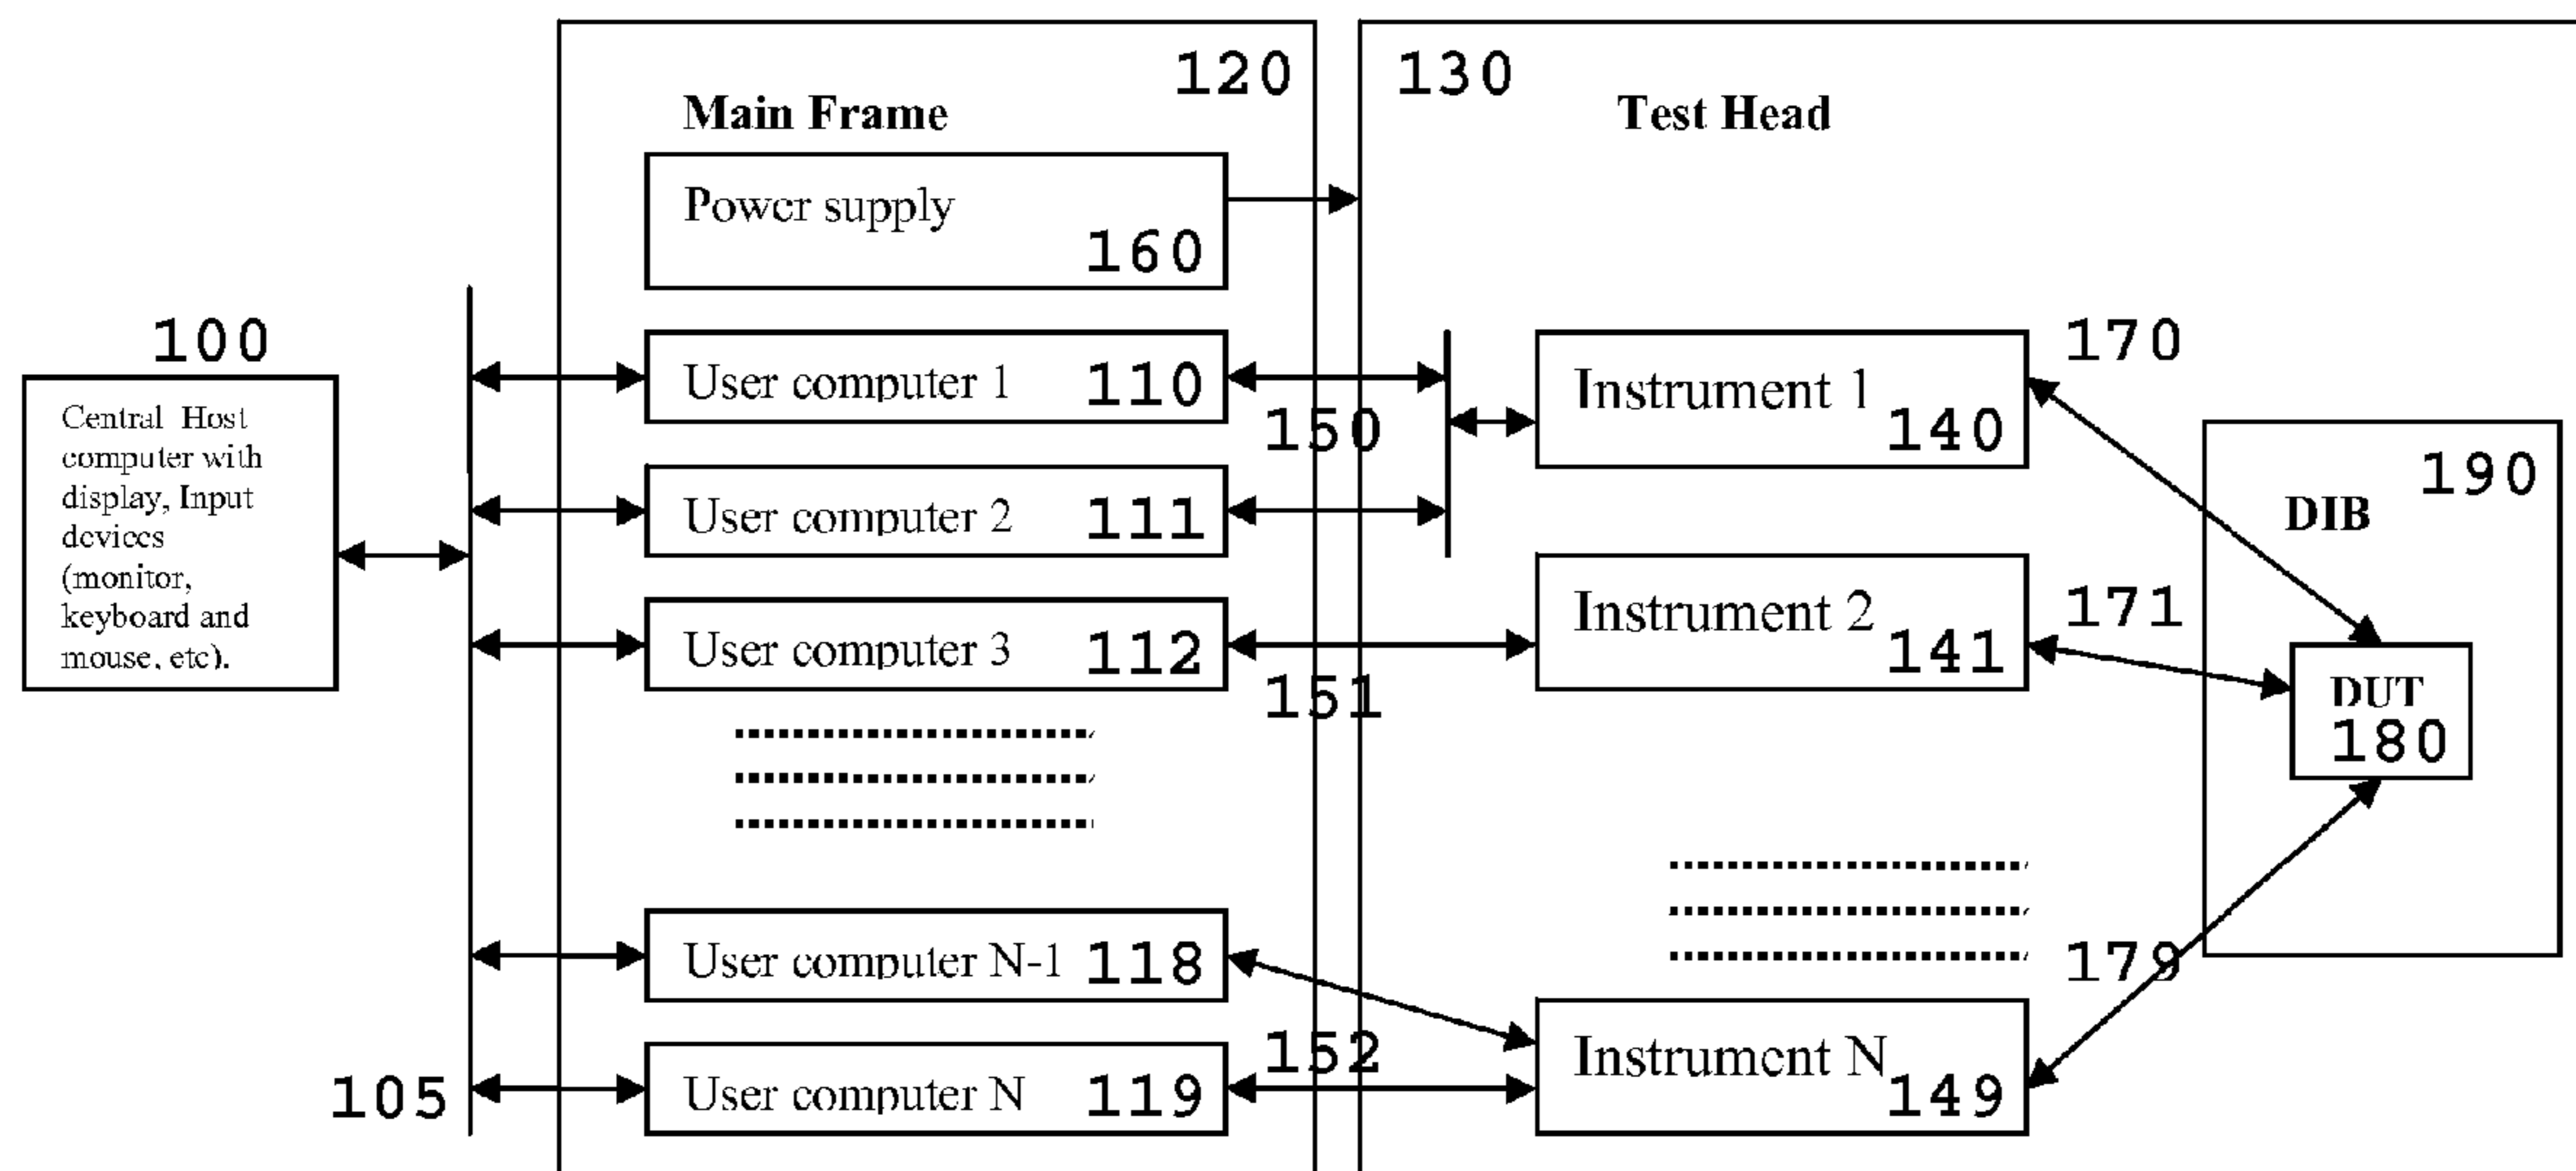 120
130
Main Frame
Test Head
Power supply
160
100
Central Host
computer with
display, Input
devices
(monitor,
keyboard and
mouse, etc).
105
User computer 1
110
150
User computer 2
111
User computer 3
112
151
User computer N-1
118
152
User computer N
119
Instrument 1
140
170
Instrument 2
141
171
Instrument N
149
179
190
DIB
DUT
180